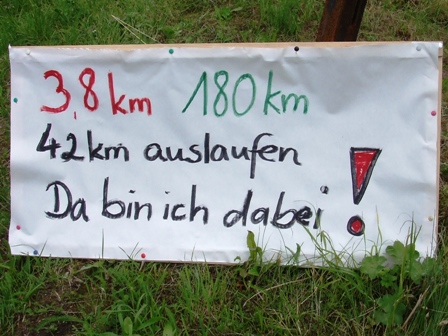 3,8 km 180 km
42 km auslaufen
Da bin ich dabei!